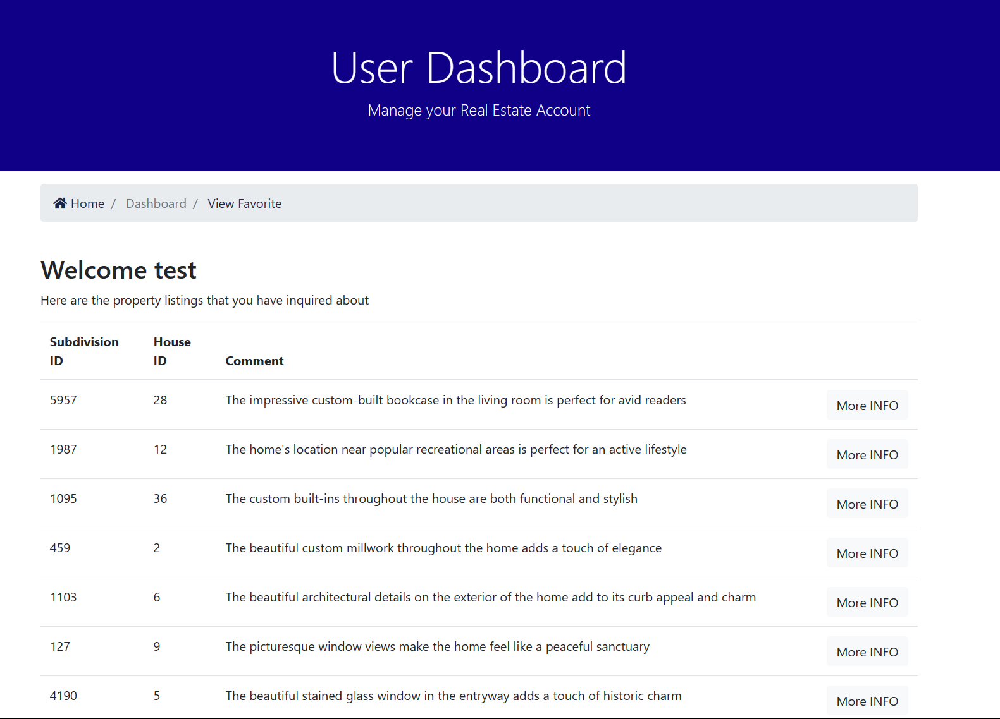 User Dashboard
Manage your Real Estate Account
Home / Dashboard / View Favorite
Welcome test
Here are the property listings that you have inquired about
Subdivision ID House ID Comment
5957 28 The impressive custom-built bookcase in the living room is perfect for avid readers More INFO
1987 12 The home's location near popular recreational areas is perfect for an active lifestyle More INFO
1095 36 The custom built-ins throughout the house are both functional and stylish More INFO
459 2 The beautiful custom millwork throughout the home adds a touch of elegance More INFO
1103 6 The beautiful architectural details on the exterior of the home add to its curb appeal and charm More INFO
127 9 The picturesque window views make the home feel like a peaceful sanctuary More INFO
4190 5 The beautiful stained glass window in the entryway adds a touch of historic charm More INFO